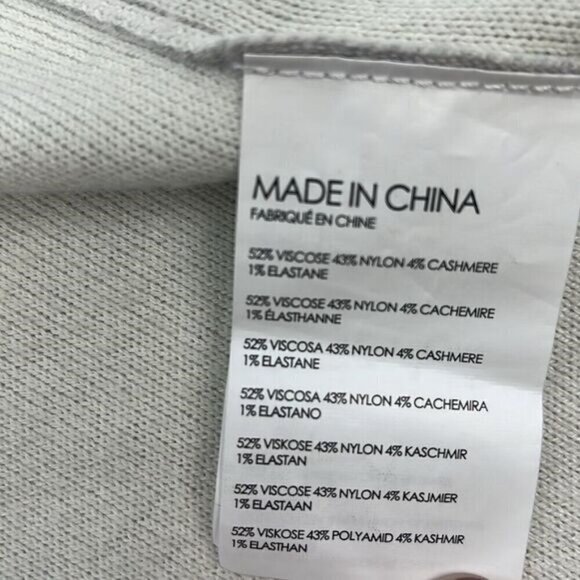 MADE IN CHINA
FABRIQUÉ EN CHINE
52% VISCOSE 43% NYLON 4% CASHMERE
1% ELASTANE
52% VISCOSE 43% NYLON 4% CACHEMIRE
1% ÉLASTHANNE
52% VISCOSA 43% NYLON 4% CASHMERE
1% ELASTANE
52% VISCOSA 43% NYLON 4% CACHEMIRA
1% ELASTANO
52% VISKOSE 43% NYLON 4% KASCHMIR
1% ELASTAN
52% VISCOSE 43% NYLON 4% KASJMIER
1% ELASTAAN
52% VISKOSE 43% POLYAMID 4% KASHMIR
1% ELASTHAN